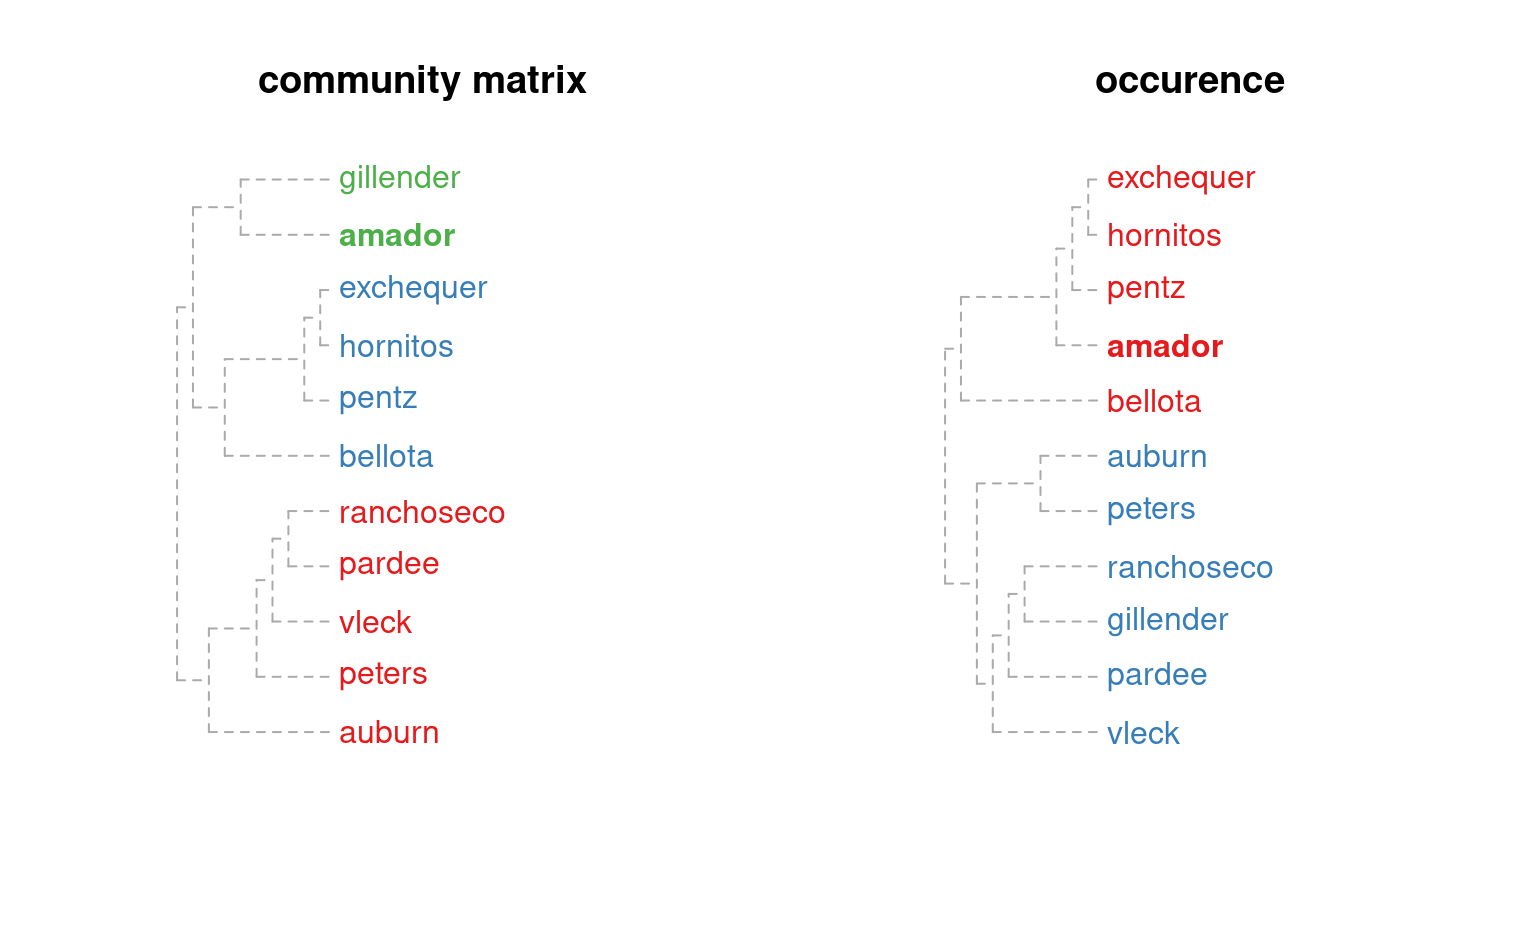 community matrix
gillender
amador
exchequer
hornitos
pentz
bellota
ranchoseco
pardee
vleck
peters
auburn
occurence
exchequer
hornitos
pentz
amador
bellota
auburn
peters
ranchoseco
gillender
pardee
vleck